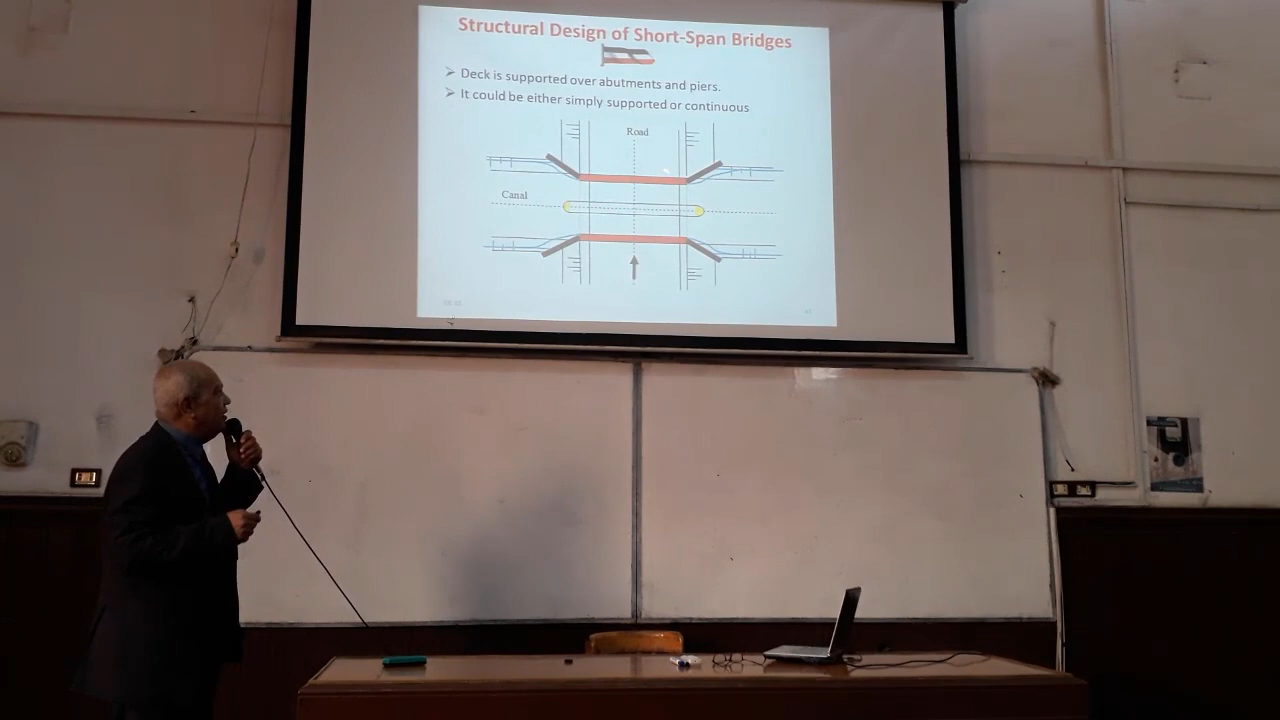 Structural Design of Short-Span Bridges
➢ Deck is supported over abutments and piers.
➢ It could be either simply supported or continuous
Road
Canal